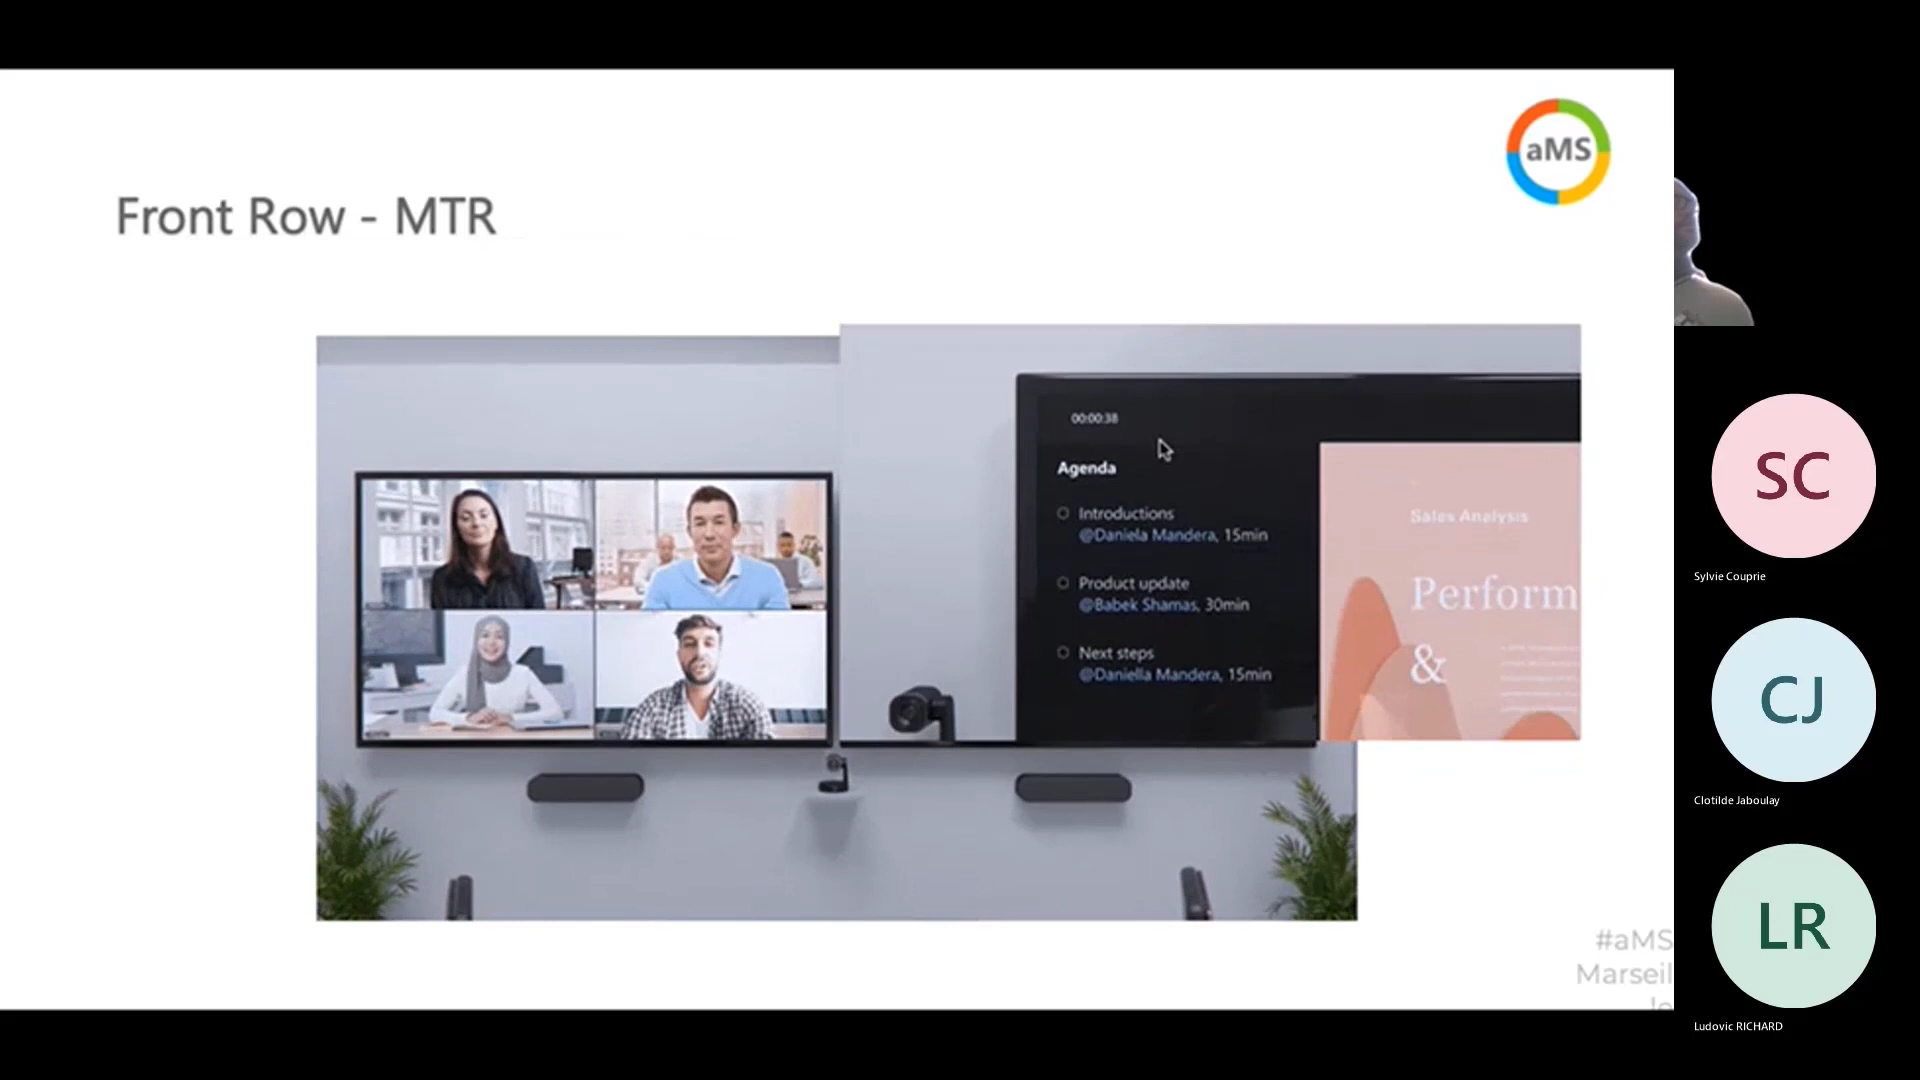 aMS
Front Row - MTR
00:00:38
Agenda
Introductions
@Daniela Mandera, 15min
Product update
@Babek Shamas, 30min
Next steps
@Daniella Mandera, 15min
Sales Analysis
Perform
&
#aMS
Marseil
le
SC
Sylvie Couprie
CJ
Clotilde Jaboulay
LR
Ludovic RICHARD